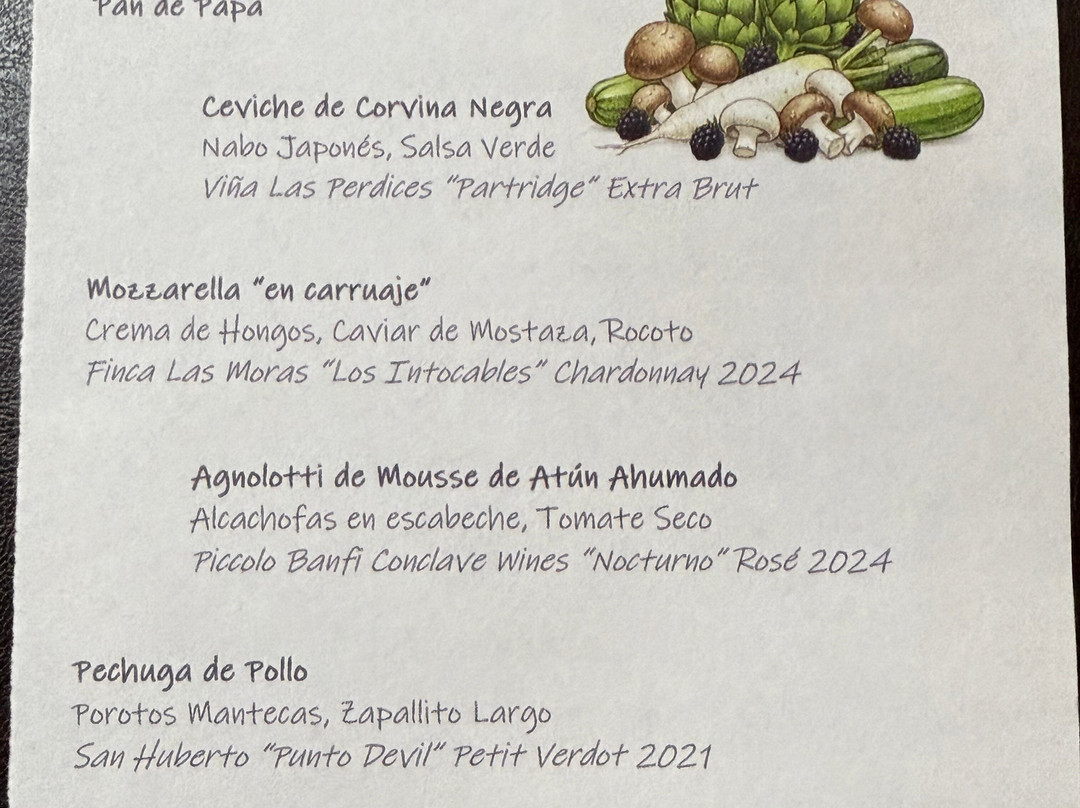 Pan de Papa
Ceviche de Corvina Negra
Nabo Japonés, Salsa Verde
Viña Las Perdices "Partridge" Extra Brut
Mozzarella "en carruaje"
Crema de Hongos, Caviar de Mostaza, Rocoto
Finca Las Moras "Los Intocables" Chardonnay 2024
Agnolotti de Mousse de Atún Ahumado
Alcachofas en escabeche, Tomate Seco
Piccolo Banfi Conclave Wines "Nocturno" Rosé 2024
Pechuga de Pollo
Porotos Mantecas, Zapallito Largo
San Huberto "Punto Devil" Petit Verdot 2021